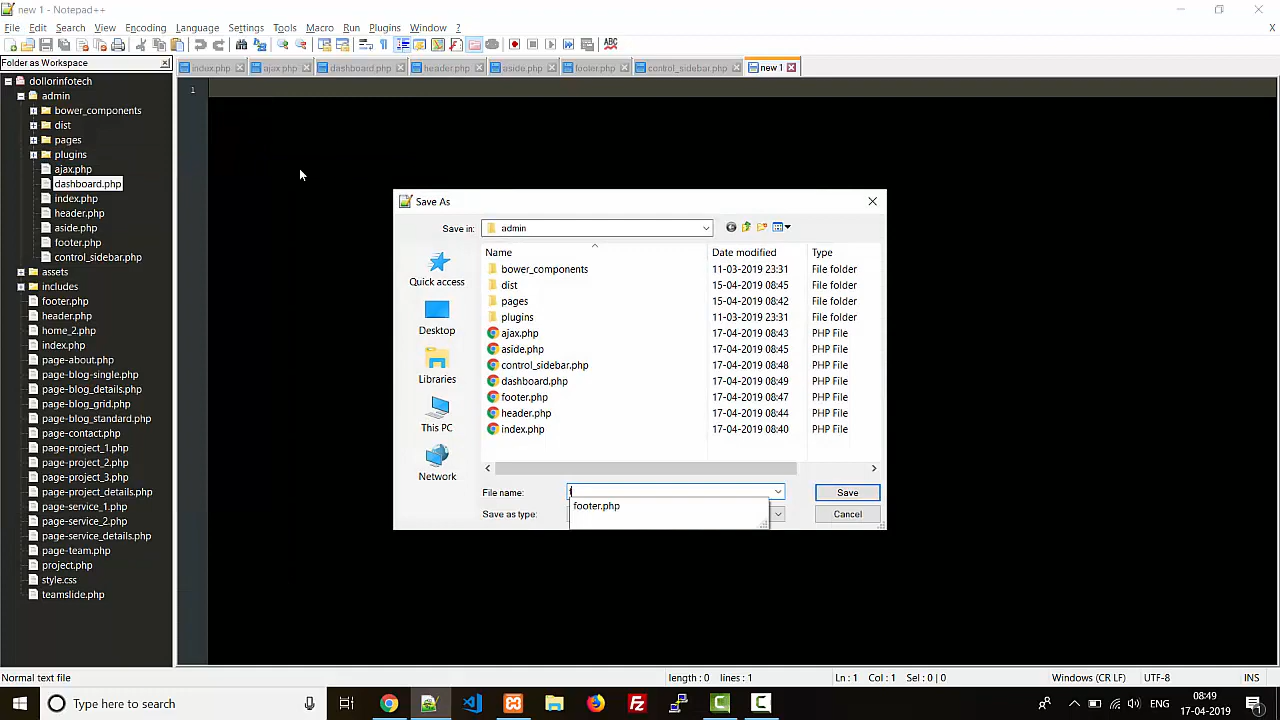 new 1 - Notepad++
File Edit Search View Encoding Language Settings Tools Macro Run Plugins Window ?
X
ABC
Folder as Workspace
index.php ajax.php dashboard.php header.php aside.php footer.php control_sidebar.php new 1
dollorinfotech
admin
bower_components
dist
pages
plugins
ajax.php
dashboard.php
index.php
header.php
aside.php
footer.php
control_sidebar.php
assets
includes
footer.php
header.php
home_2.php
index.php
page-about.php
page-blog-single.php
page-blog_details.php
page-blog_grid.php
page-blog_standard.php
page-contact.php
page-project_1.php
page-project_2.php
page-project_3.php
page-project_details.php
page-service_1.php
page-service_2.php
page-service_details.php
page-team.php
project.php
style.css
teamslide.php
1
Save As
Save in: admin
Quick access
Desktop
Libraries
This PC
Network
Name Date modified Type
bower_components 11-03-2019 23:31 File folder
dist 15-04-2019 08:45 File folder
pages 15-04-2019 08:42 File folder
plugins 11-03-2019 23:31 File folder
ajax.php 17-04-2019 08:43 PHP File
aside.php 17-04-2019 08:45 PHP File
control_sidebar.php 17-04-2019 08:48 PHP File
dashboard.php 17-04-2019 08:49 PHP File
footer.php 17-04-2019 08:47 PHP File
header.php 17-04-2019 08:44 PHP File
index.php 17-04-2019 08:40 PHP File
File name: Save
footer.php
Save as type: Cancel
Normal text file length : 0 lines : 1 Ln : 1 Col : 1 Sel : 0 | 0 Windows (CR LF) UTF-8 INS
Type here to search
ENG
08:49
17-04-2019
1